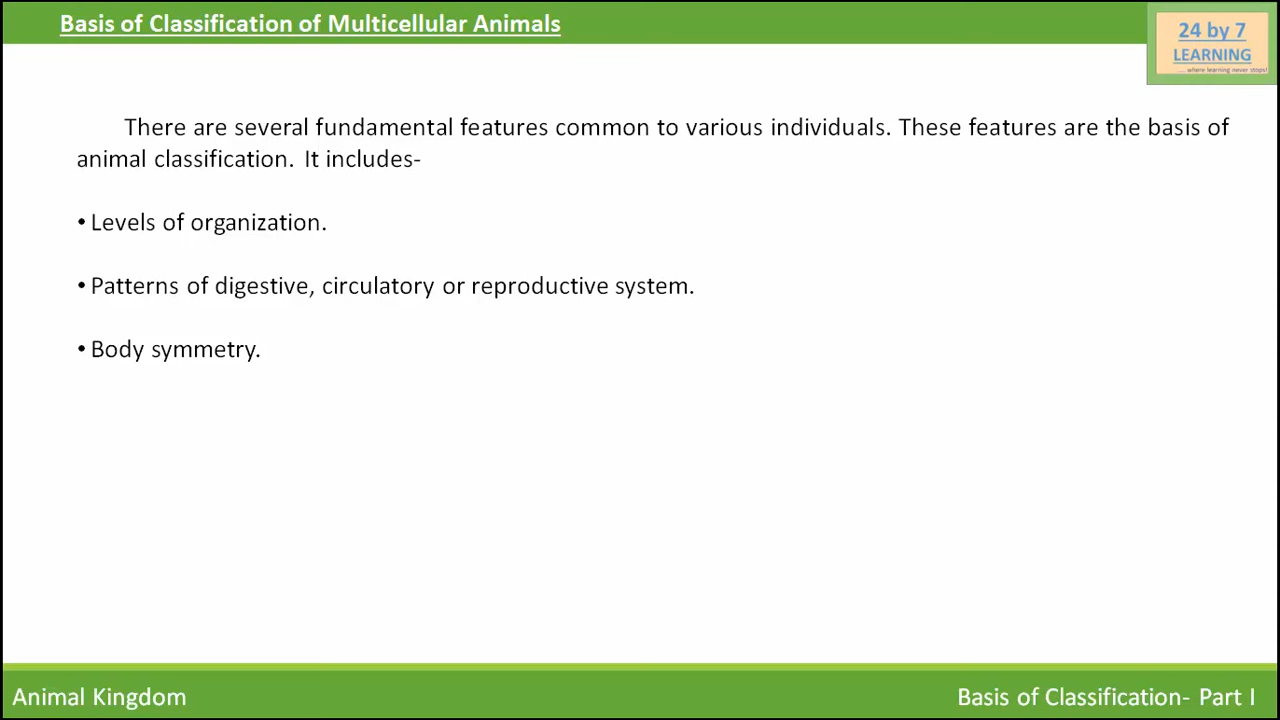 Basis of Classification of Multicellular Animals
24 by 7
LEARNING
.... where learning never stops!
There are several fundamental features common to various individuals. These features are the basis of
animal classification. It includes-
• Levels of organization.
• Patterns of digestive, circulatory or reproductive system.
• Body symmetry.
Animal Kingdom
Basis of Classification- Part I